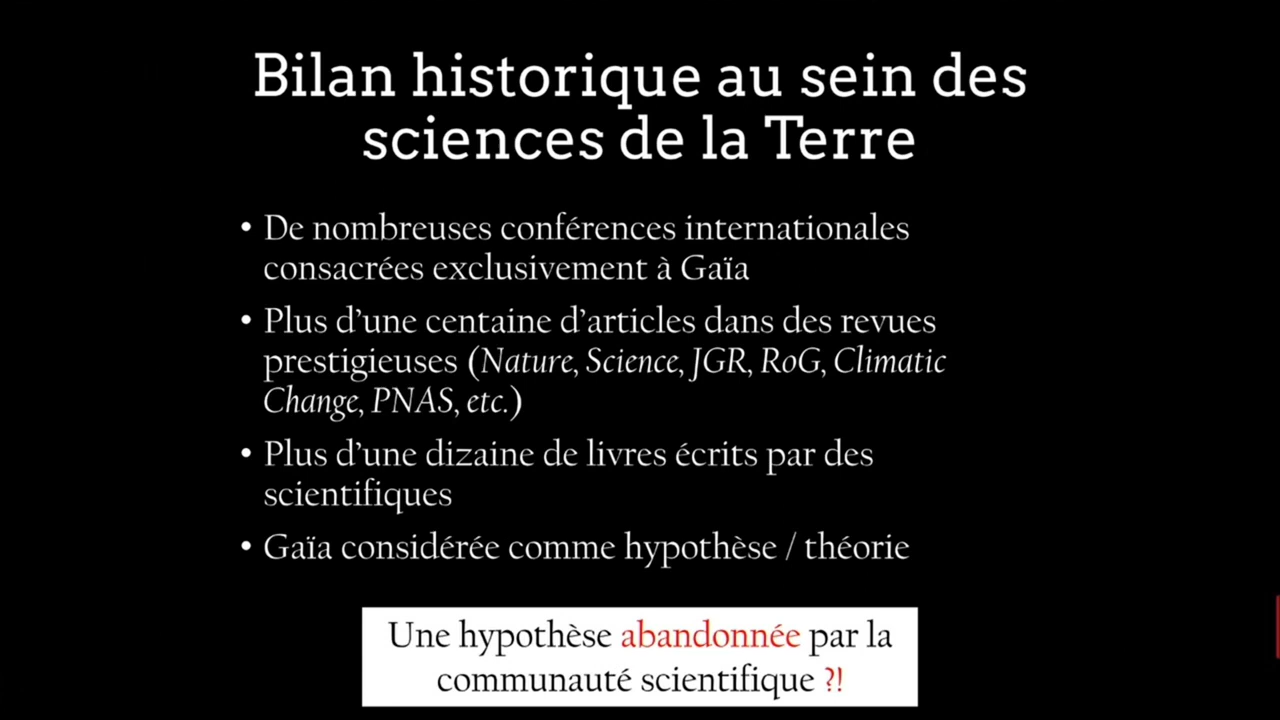 Bilan historique au sein des
sciences de la Terre
• De nombreuses conférences internationales
consacrées exclusivement à Gaïa
• Plus d’une centaine d’articles dans des revues
prestigieuses (Nature, Science, JGR, RoG, Climatic
Change, PNAS, etc.)
• Plus d’une dizaine de livres écrits par des
scientifiques
• Gaïa considérée comme hypothèse / théorie
Une hypothèse abandonnée par la
communauté scientifique ?!